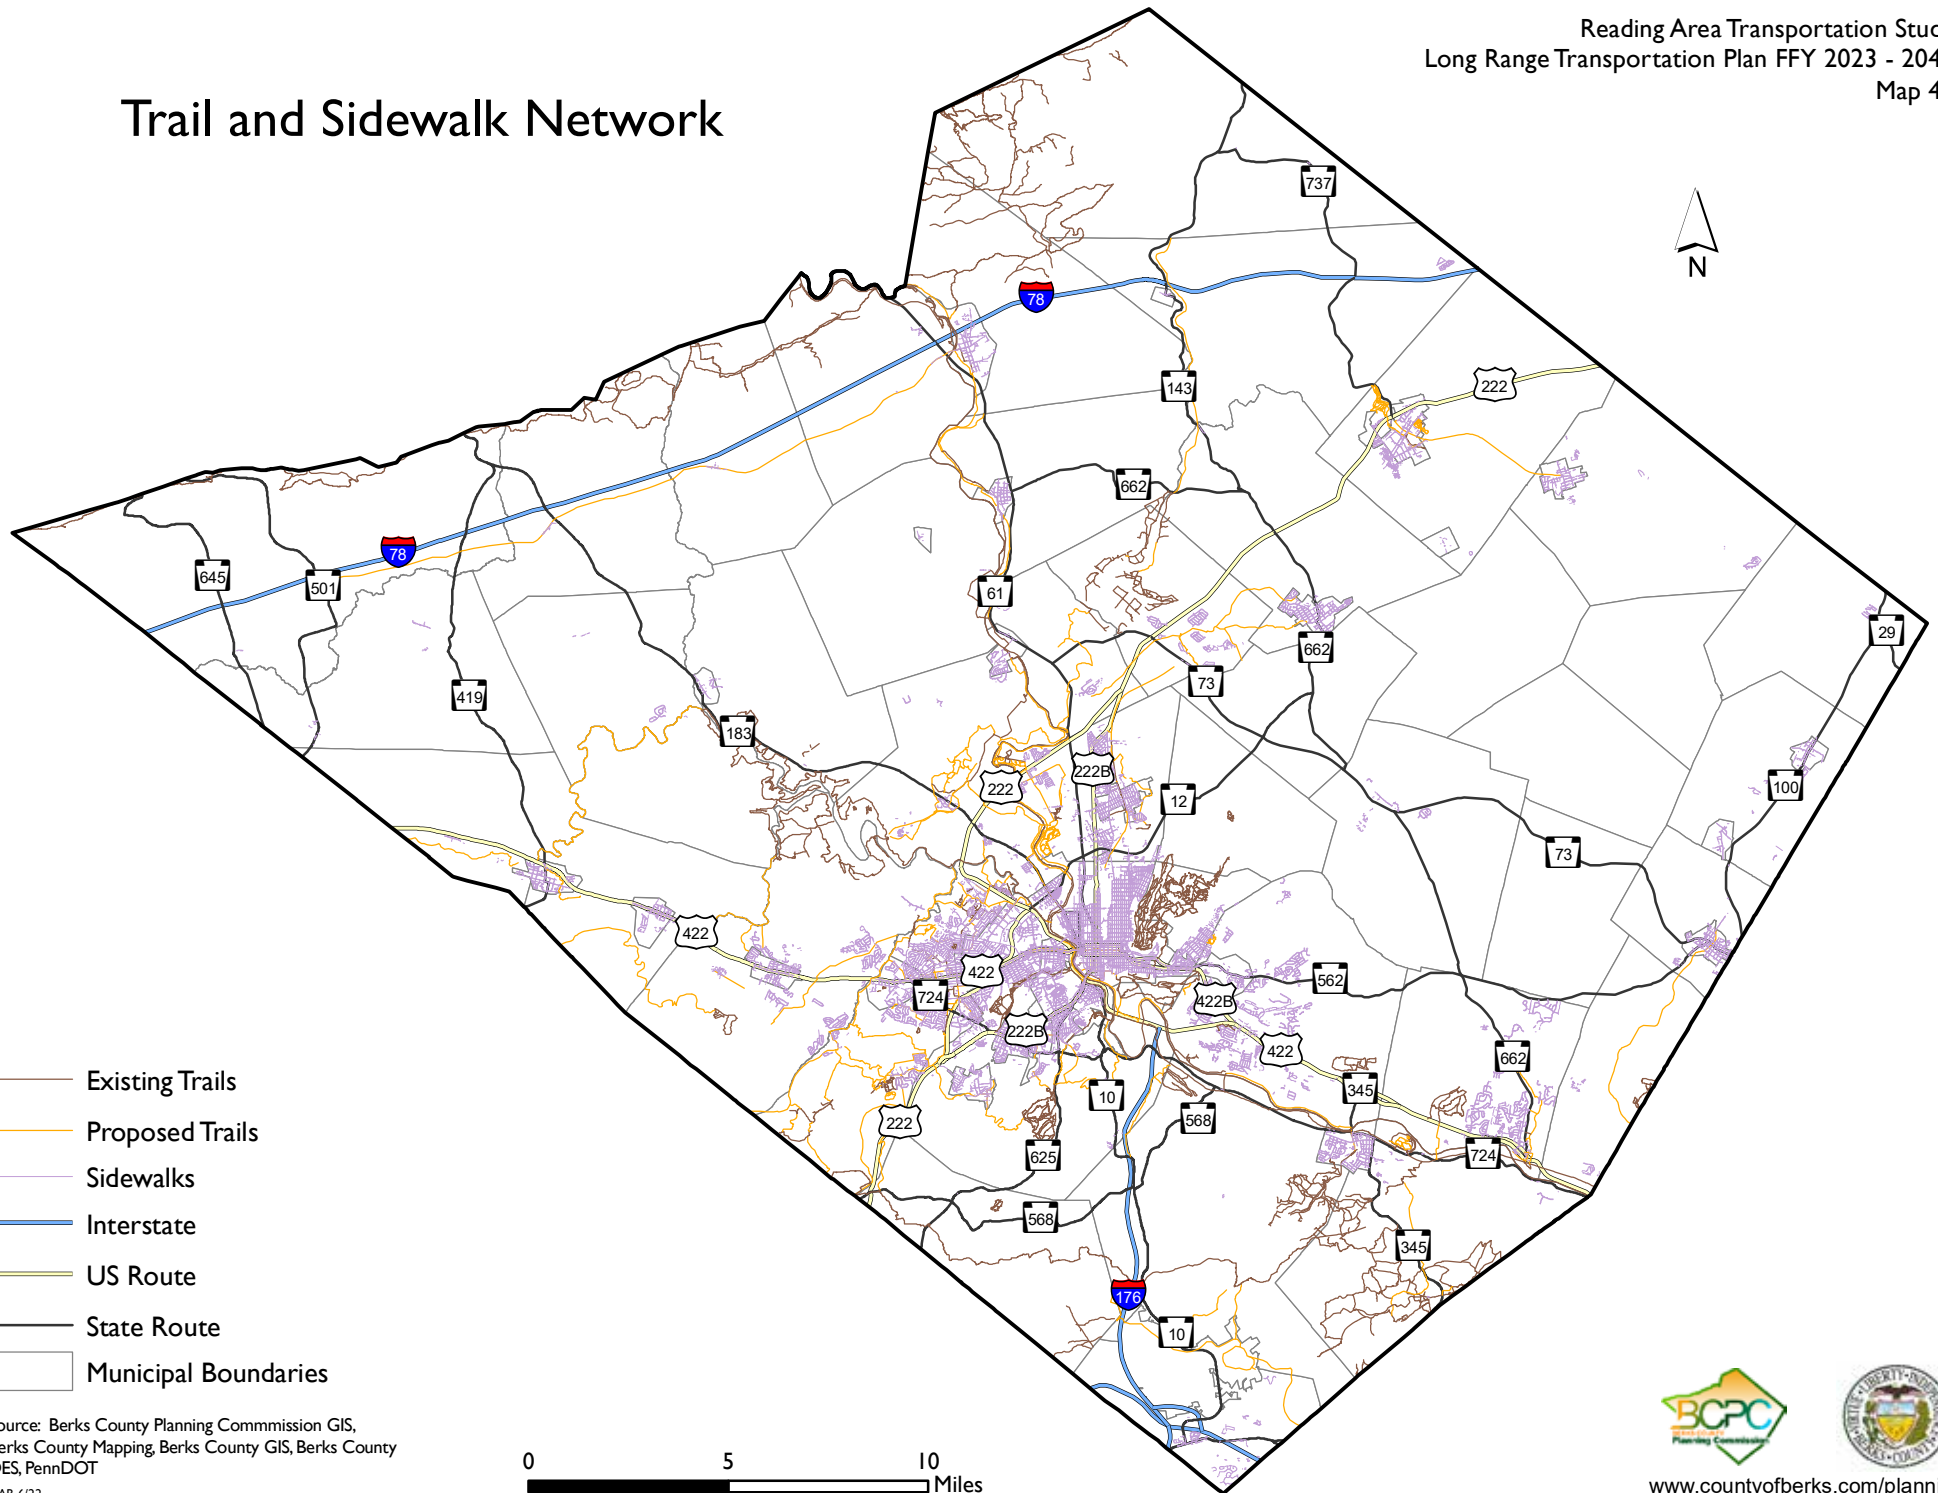 Reading Area Transportation Stud
Long Range Transportation Plan FFY 2023 - 204
Map 4
Trail and Sidewalk Network
737
N
78
222
143
662
78
645
501
61
29
662
419
73
183
222B
222
12
100
73
422
422
562
724
422B
222B
422
662
345
10
568
222
625
724
568
345
176
10
Existing Trails
Proposed Trails
Sidewalks
Interstate
US Route
State Route
Municipal Boundaries
ource: Berks County Planning Commmission GIS,
erks County Mapping, Berks County GIS, Berks County
ES, PennDOT
0 5 10
Miles
BCPC
Planning Commission
www.countyofberks.com/planni